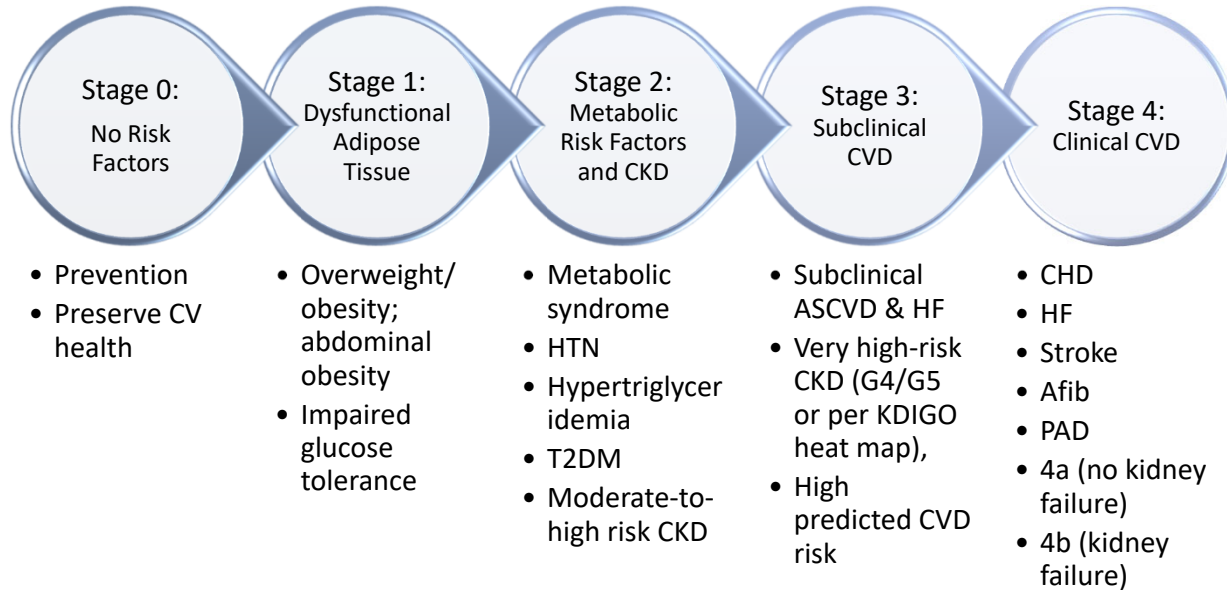 Stage 0:
No Risk
Factors
Stage 1:
Dysfunctional
Adipose
Tissue
Stage 2:
Metabolic
Risk Factors
and CKD
Stage 3:
Subclinical
CVD
Stage 4:
Clinical CVD
• Prevention
• Preserve CV
health
• Overweight/
obesity;
abdominal
obesity
• Impaired
glucose
tolerance
• Metabolic
syndrome
• HTN
• Hypertriglycer
idemia
• T2DM
• Moderate-to-
high risk CKD
• Subclinical
ASCVD & HF
• Very high-risk
CKD (G4/G5
or per KDIGO
heat map),
• High
predicted CVD
risk
• CHD
• HF
• Stroke
• Afib
• PAD
• 4a (no kidney
failure)
• 4b (kidney
failure)